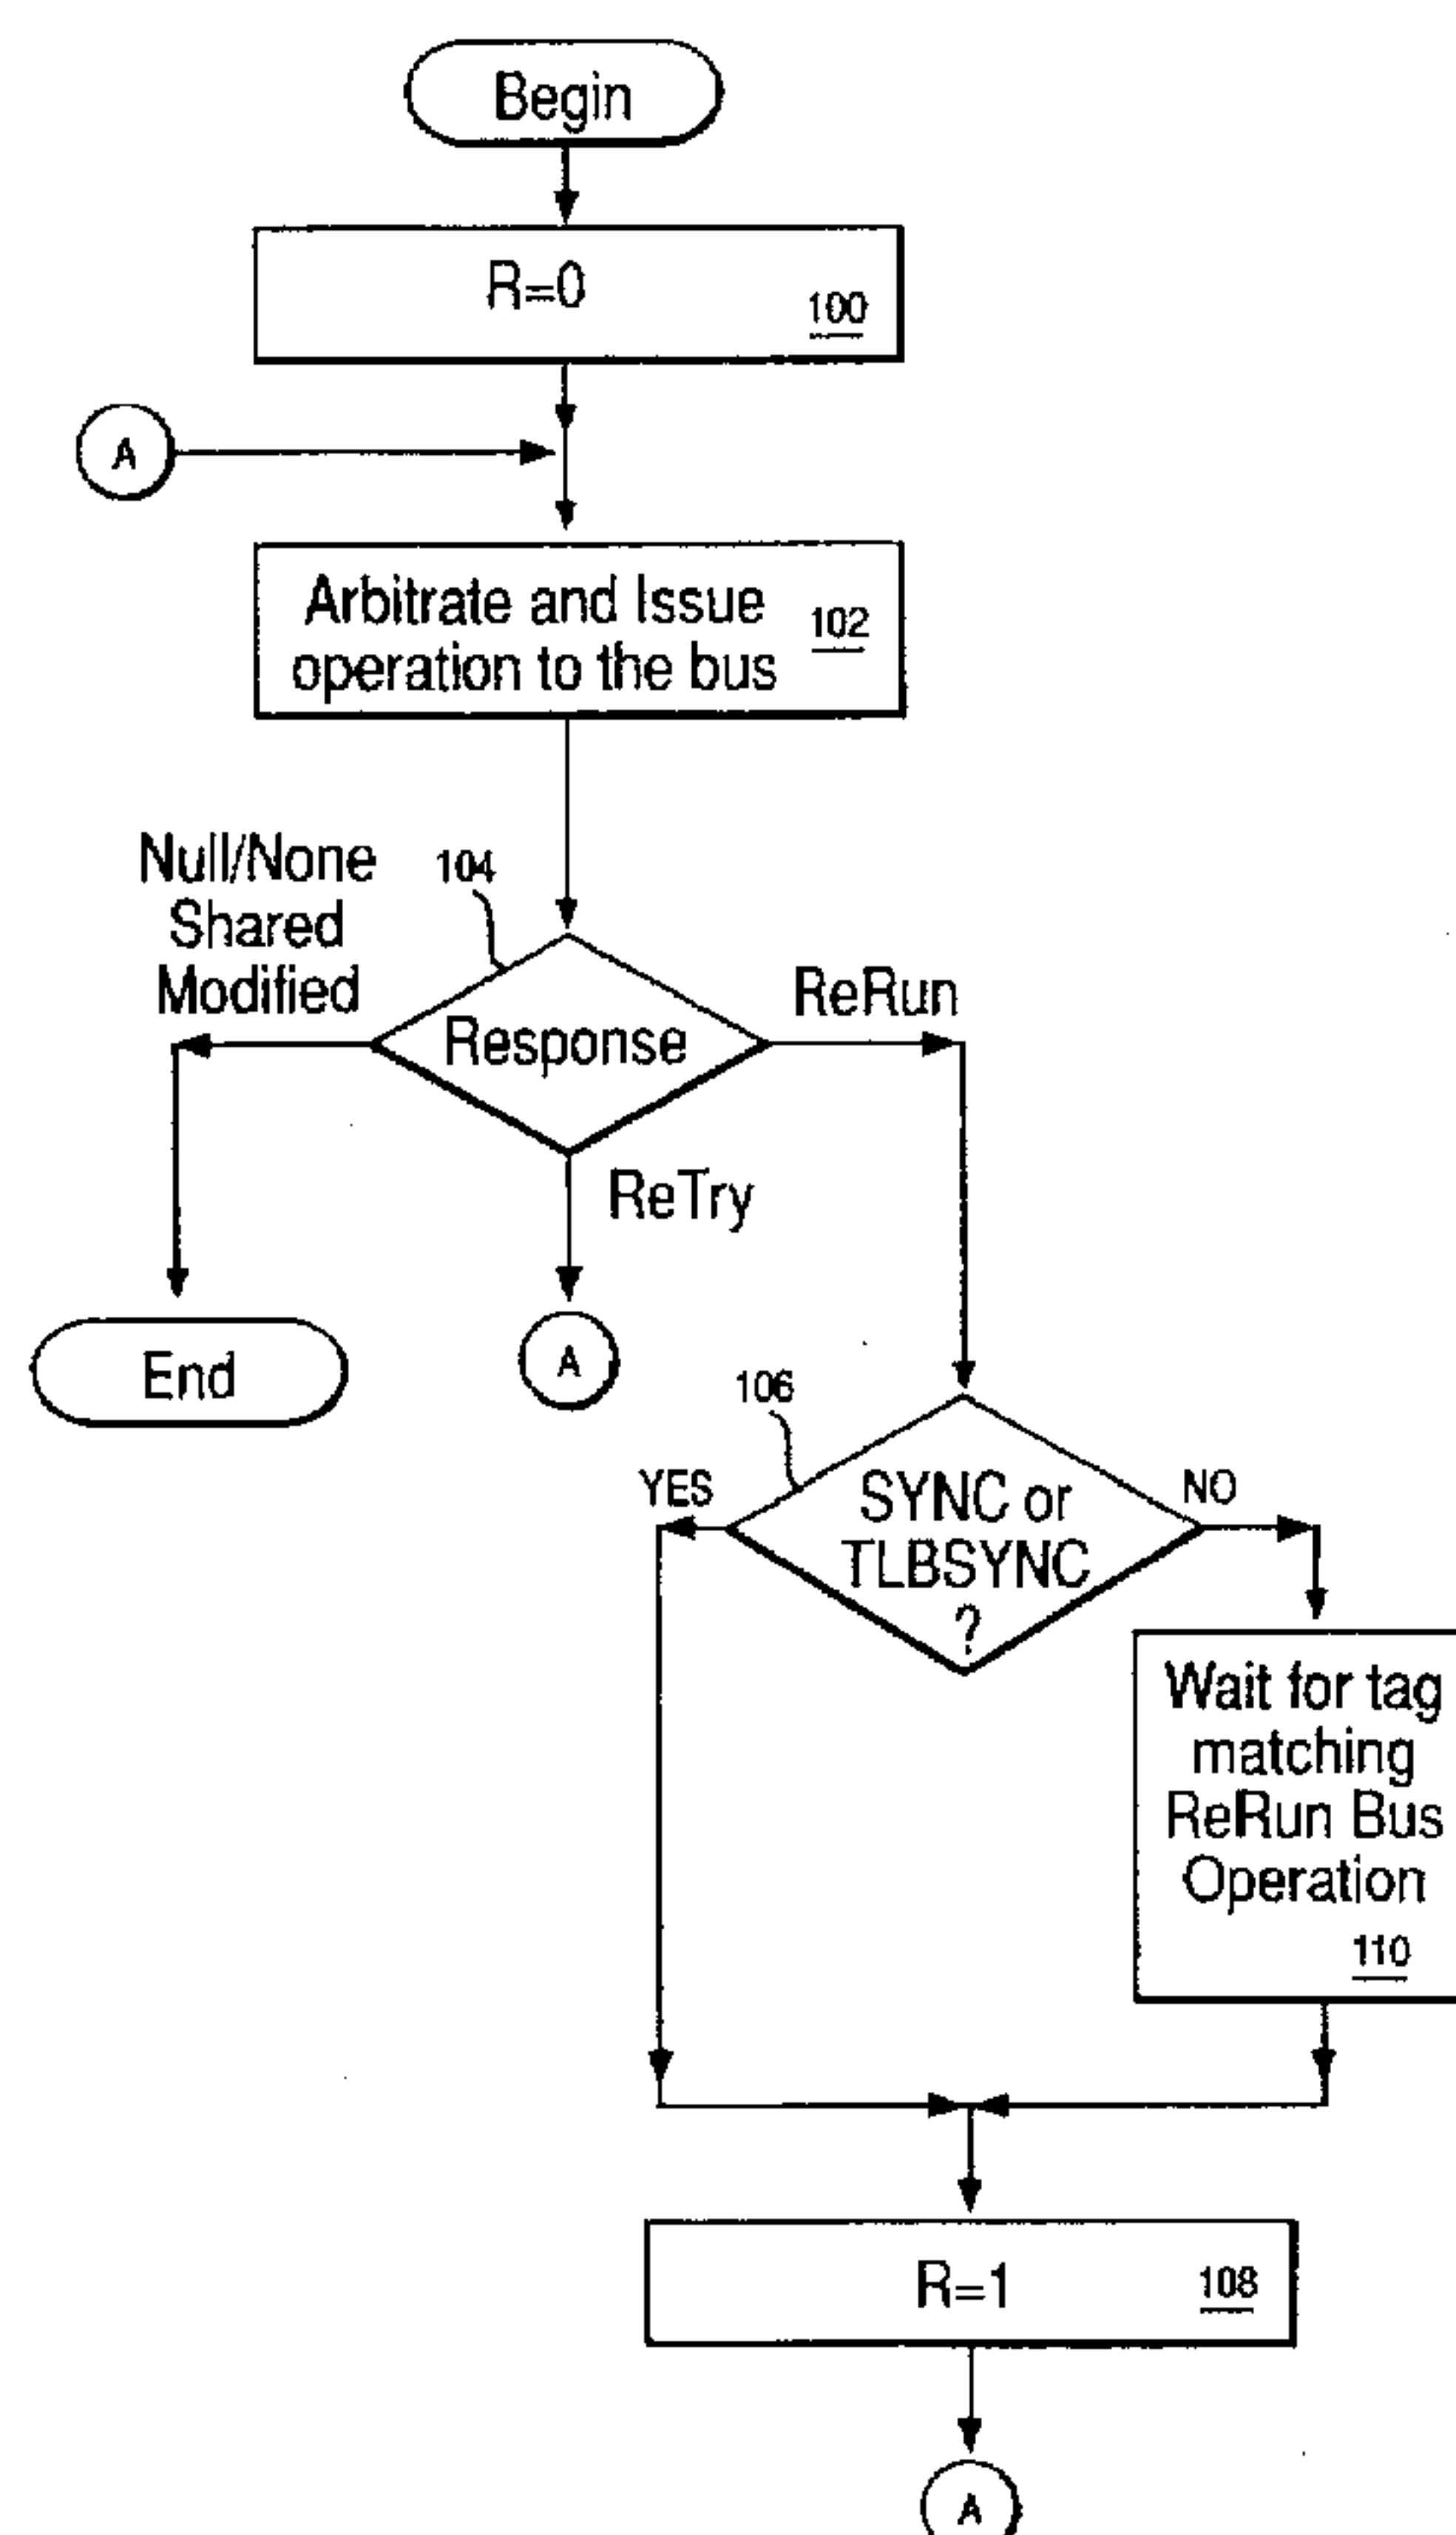 Begin
R=0
100
A
Arbitrate and Issue
operation to the bus
102
Null/None
Shared
Modified
104
Response
ReRun
ReTry
End
A
106
YES
SYNC or
TLBSYNC
?
NO
Wait for tag
matching
ReRun Bus
Operation
110
R=1
108
A